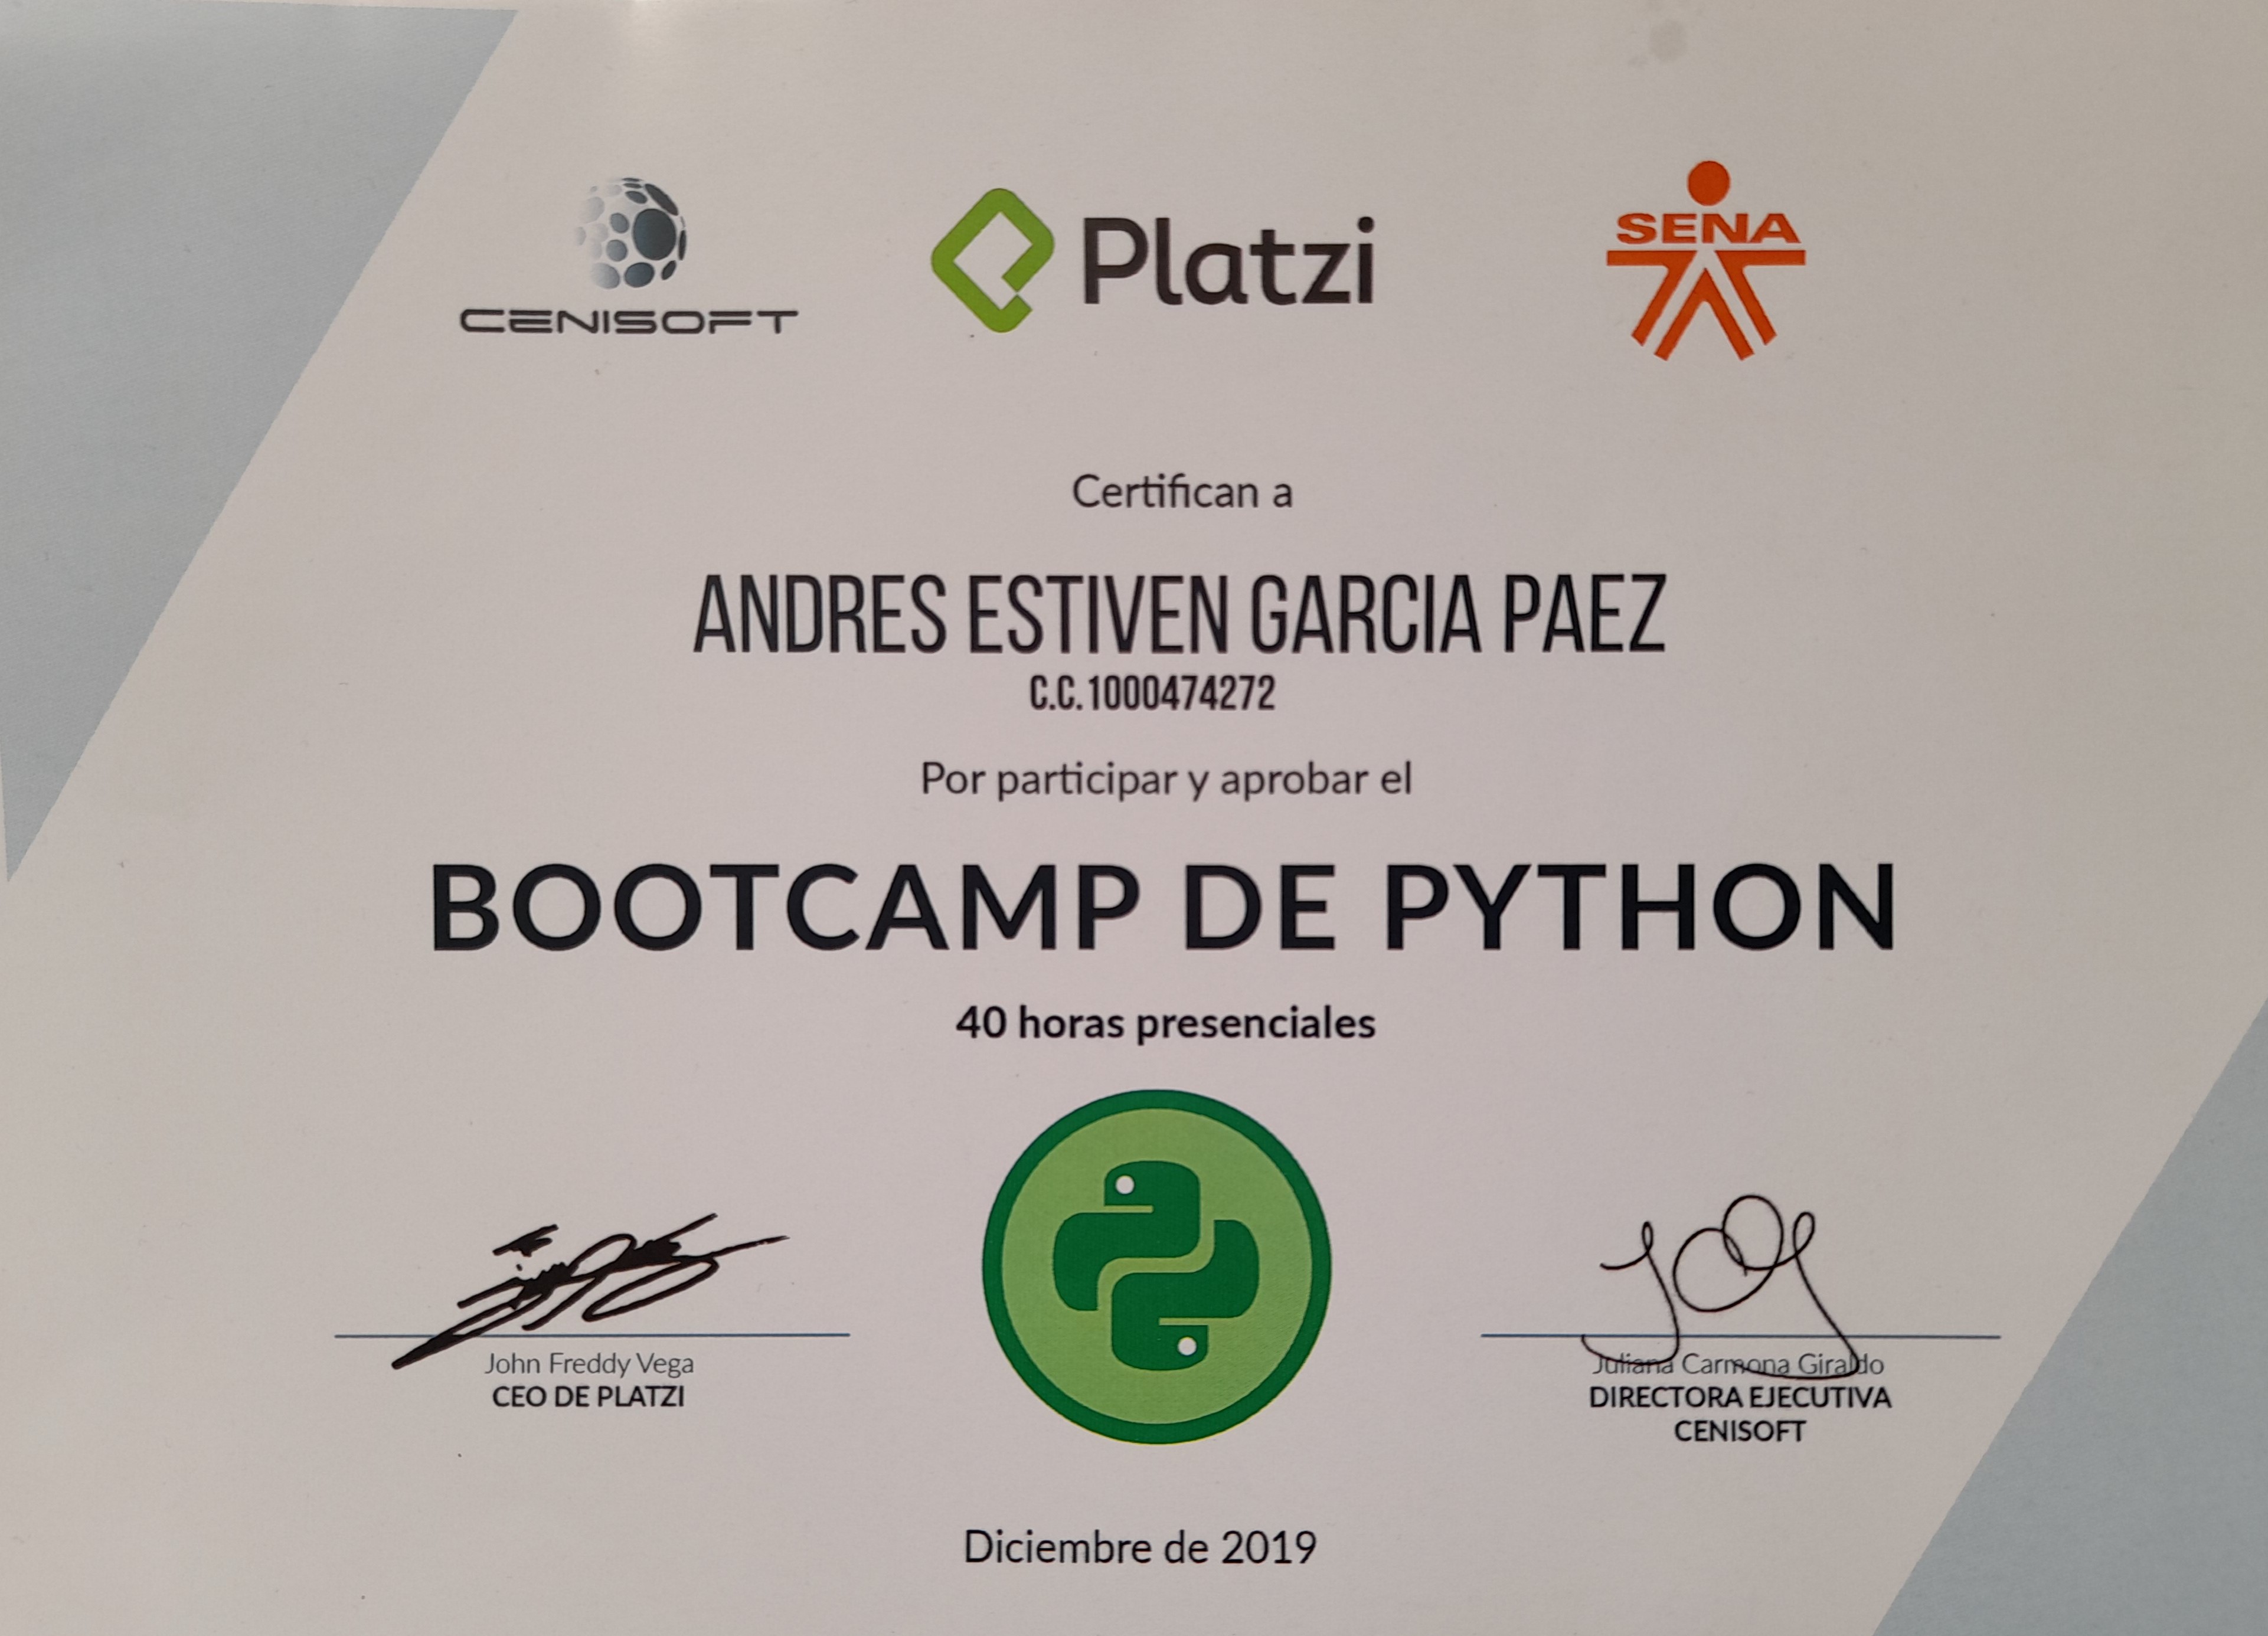 CENISOFT
Platzi
SENA
Certifican a
ANDRES ESTIVEN GARCIA PAEZ
C.C.1000474272
Por participar y aprobar el
BOOTCAMP DE PYTHON
40 horas presenciales
John Freddy Vega
CEO DE PLATZI
Juliana Carmona Giraldo
DIRECTORA EJECUTIVA
CENISOFT
Diciembre de 2019